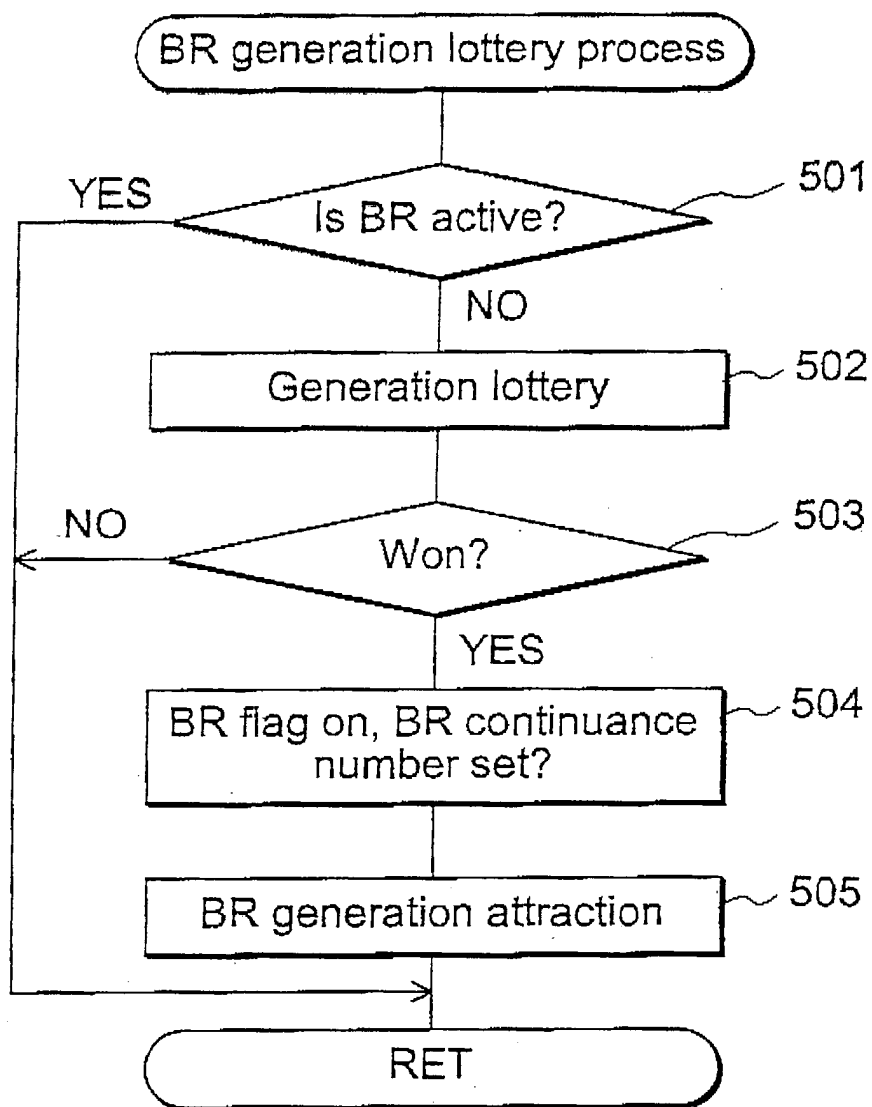 BR generation lottery process
501
YES
Is BR active?
NO
502
Generation lottery
503
NO
Won?
YES
504
BR flag on, BR continuance
number set?
505
BR generation attraction
RET